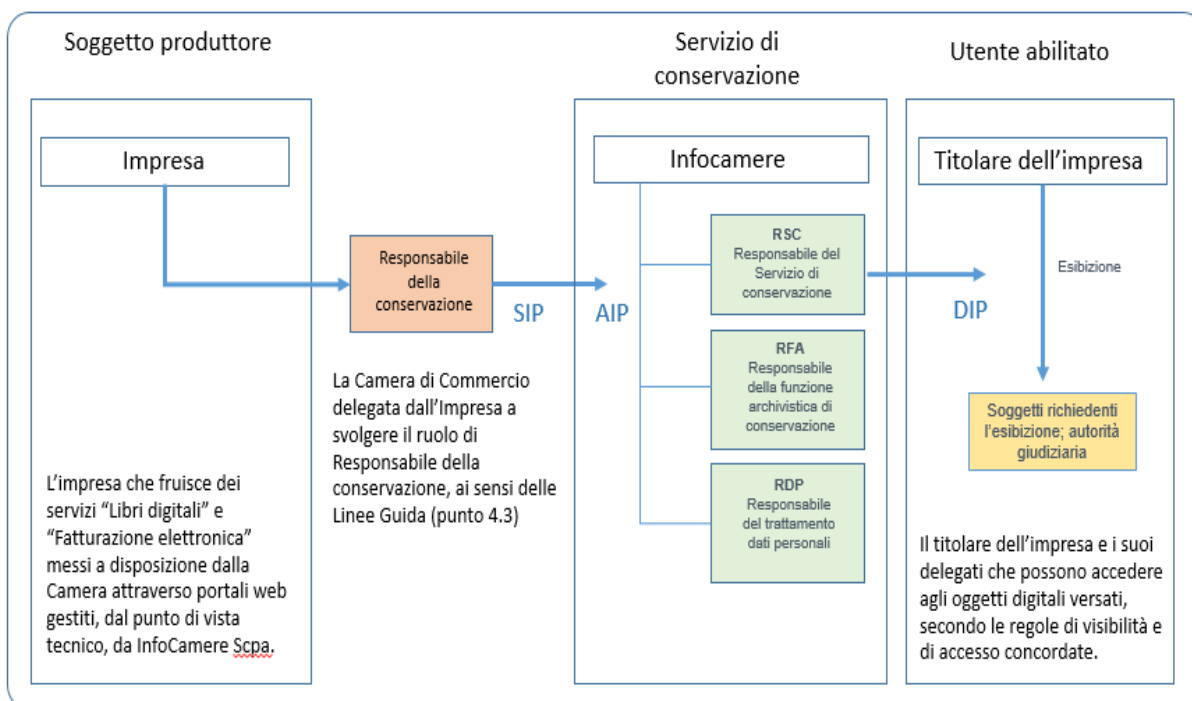 Soggetto produttore
Servizio di
conservazione
Utente abilitato
Impresa
Infocamere
Titolare dell’impresa
Responsabile
della
conservazione
SIP
AIP
RSC
Responsabile del
Servizio di
conservazione
DIP
Esibizione
RFA
Responsabile
della funzione
archivistica di
conservazione
RDP
Responsabile
del trattamento
dati personali
Soggetti richiedenti
l’esibizione; autorità
giudiziaria
L’impresa che fruisce dei
servizi “Libri digitali” e
“Fatturazione elettronica”
messi a disposizione dalla
Camera attraverso portali web
gestiti, dal punto di vista
tecnico, da InfoCamere Scpa.
La Camera di Commercio
delegata dall’Impresa a
svolgere il ruolo di
Responsabile della
conservazione, ai sensi delle
Linee Guida (punto 4.3)
Il titolare dell’impresa e i suoi
delegati che possono accedere
agli oggetti digitali versati,
secondo le regole di visibilità e
di accesso concordate.